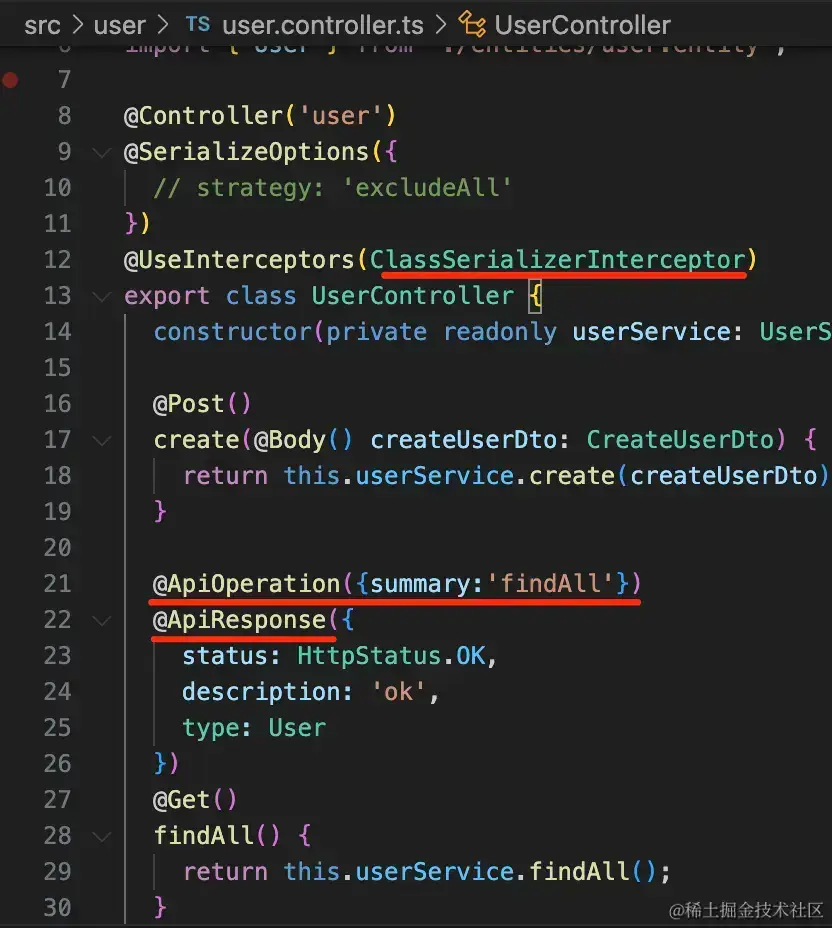 src > user > TS user.controller.ts > UserController
6 import { User } from './entities/user.entity';
7
8 @Controller('user')
9 @SerializeOptions({
10 // strategy: 'excludeAll'
11 })
12 @UseInterceptors(ClassSerializerInterceptor)
13 export class UserController {
14 constructor(private readonly userService: UserS
15
16 @Post()
17 create(@Body() createUserDto: CreateUserDto) {
18 return this.userService.create(createUserDto)
19 }
20
21 @ApiOperation({summary:'findAll'})
22 @ApiResponse({
23 status: HttpStatus.OK,
24 description: 'ok',
25 type: User
26 })
27 @Get()
28 findAll() {
29 return this.userService.findAll();
30 }
@稀土掘金技术社区